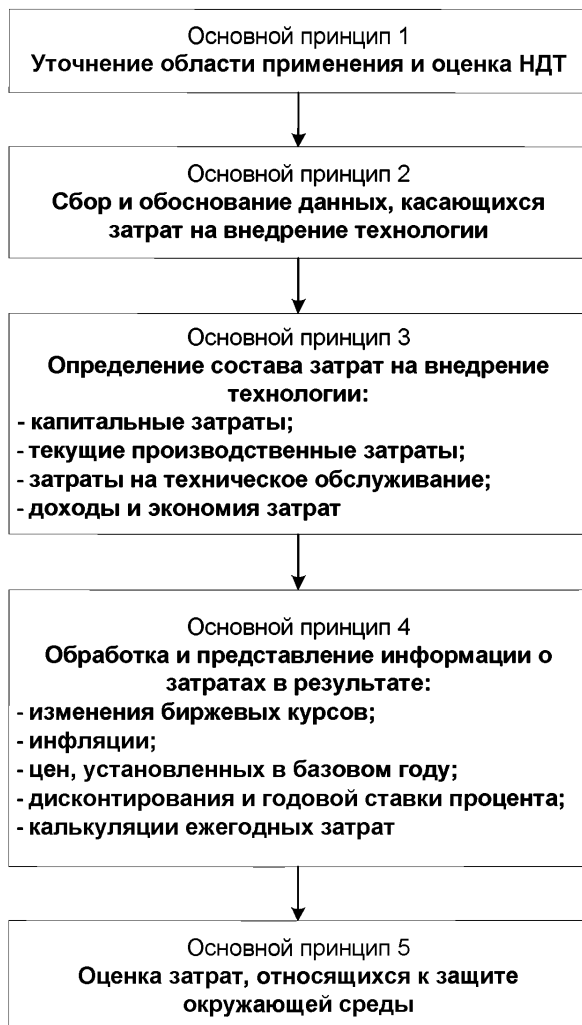 Основной принцип 1
Уточнение области применения и оценка НДТ
Основной принцип 2
Сбор и обоснование данных, касающихся
затрат на внедрение технологии
Основной принцип 3
Определение состава затрат на внедрение
технологии:
- капитальные затраты;
- текущие производственные затраты;
- затраты на техническое обслуживание;
- доходы и экономия затрат
Основной принцип 4
Обработка и представление информации о
затратах в результате:
- изменения биржевых курсов;
- инфляции;
- цен, установленных в базовом году;
- дисконтирования и годовой ставки процента;
- калькуляции ежегодных затрат
Основной принцип 5
Оценка затрат, относящихся к защите
окружающей среды